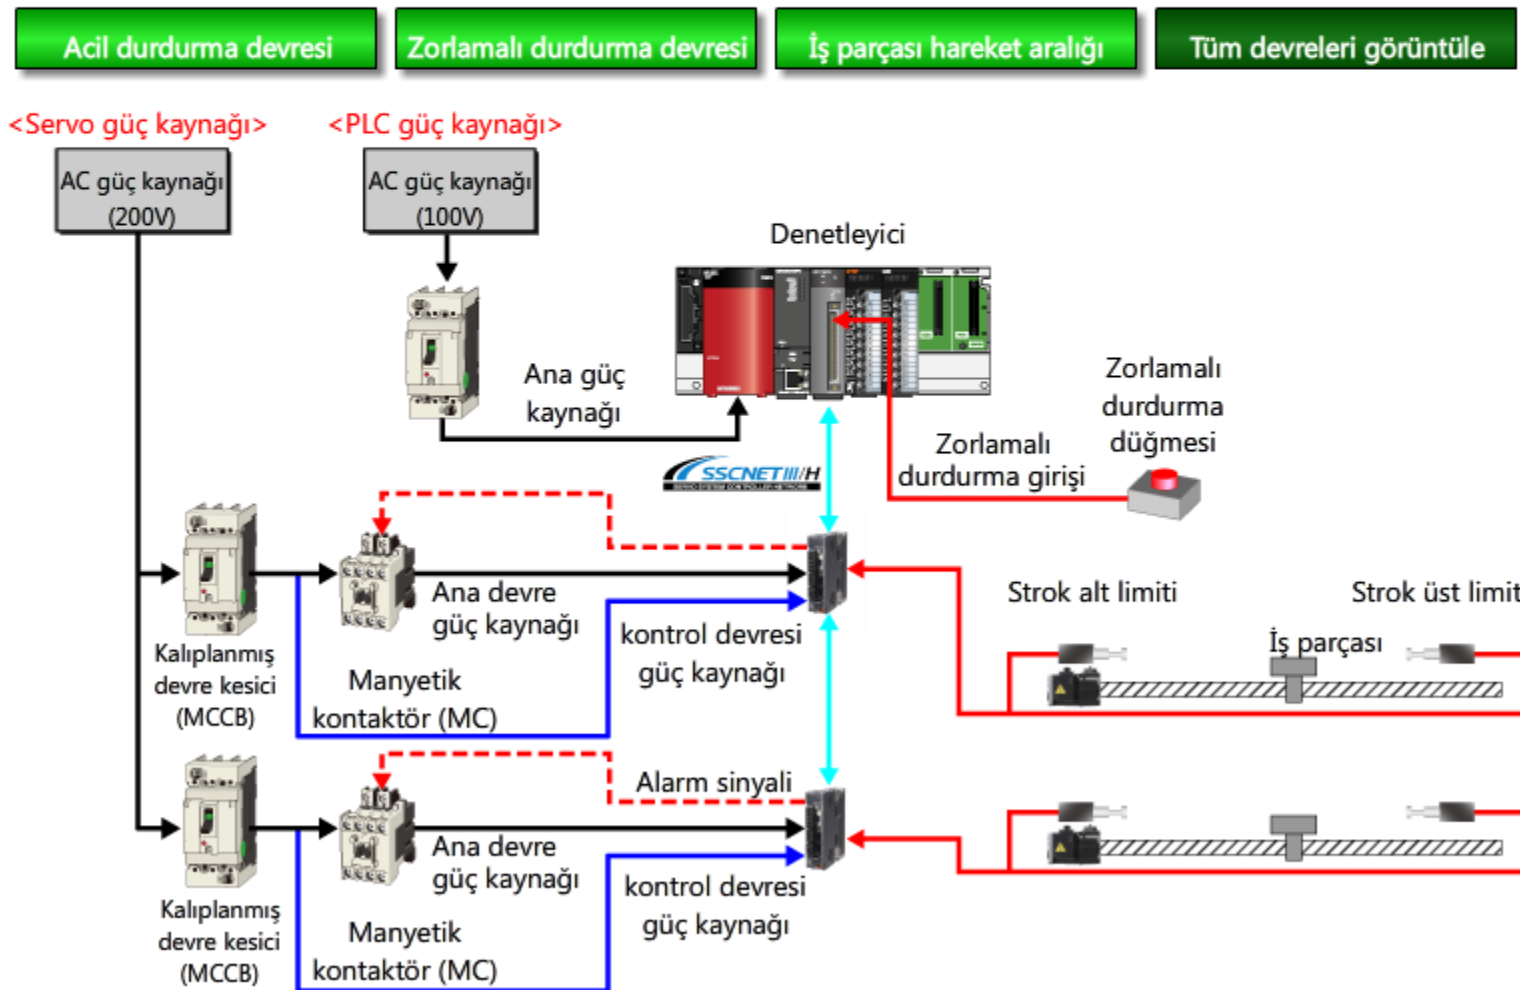 Acil durdurma devresi
Zorlamalı durdurma devresi
İş parçası hareket aralığı
Tüm devreleri görüntüle
<Servo güç kaynağı>
<PLC güç kaynağı>
AC güç kaynağı
(200V)
AC güç kaynağı
(100V)
Denetleyici
Ana güç
kaynağı
Zorlamalı
durdurma
düğmesi
Zorlamalı
durdurma girişi
SSCNETIII/H
SERVO SYSTEM CONTROLLER NETWORK
Ana devre
güç kaynağı
kontrol devresi
güç kaynağı
Kalıplanmış
devre kesici
(MCCB)
Manyetik
kontaktör (MC)
Strok alt limiti
Strok üst limit
İş parçası
Alarm sinyali
Ana devre
güç kaynağı
kontrol devresi
güç kaynağı
Kalıplanmış
devre kesici
(MCCB)
Manyetik
kontaktör (MC)